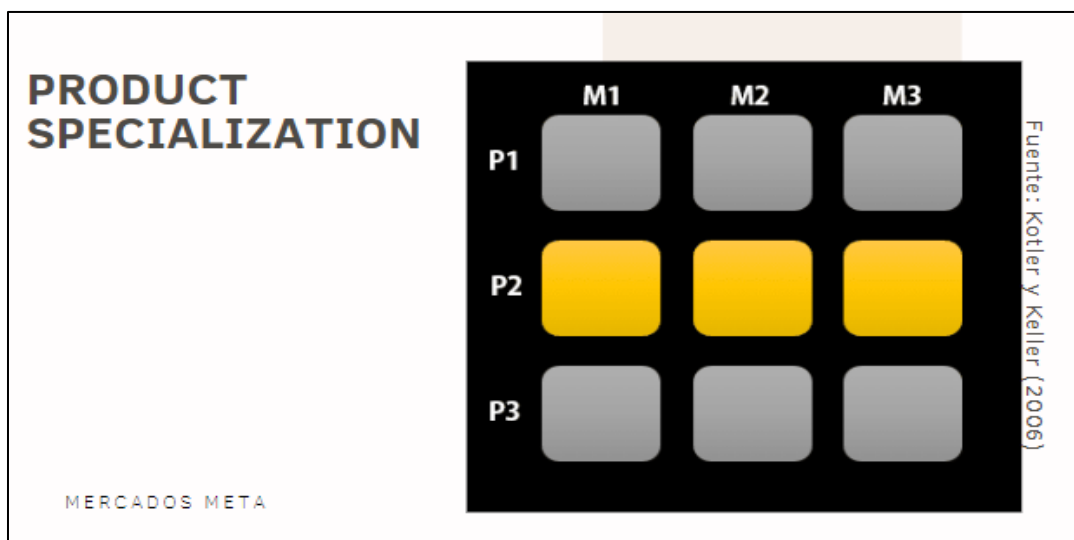 PRODUCT
SPECIALIZATION
M1 M2 M3
P1
P2
P3
Fuente: Kotler y Keller (2006)
MERCADOS META